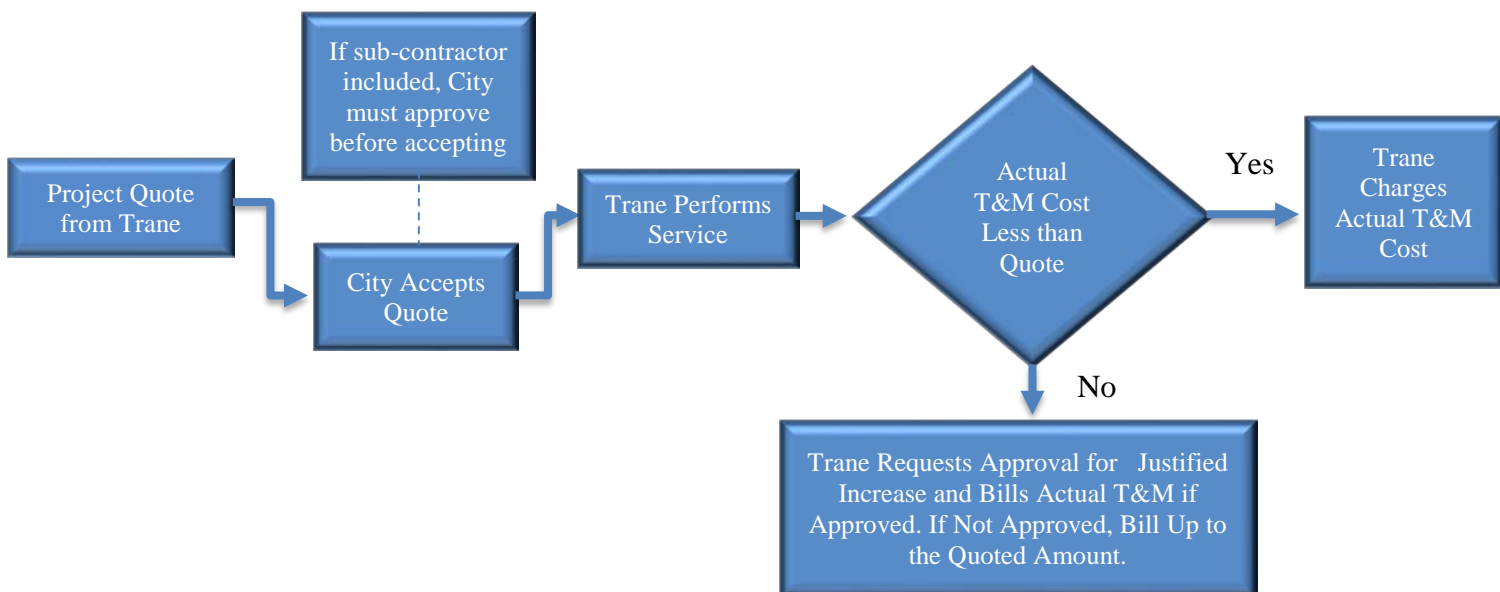 Project Quote
from Trane
If sub-contractor
included, City
must approve
before accepting
City Accepts
Quote
Trane Performs
Service
Actual
T&M Cost
Less than
Quote
Yes
Trane
Charges
Actual T&M
Cost
No
Trane Requests Approval for   Justified
Increase and Bills Actual T&M if
Approved. If Not Approved, Bill Up to
the Quoted Amount.